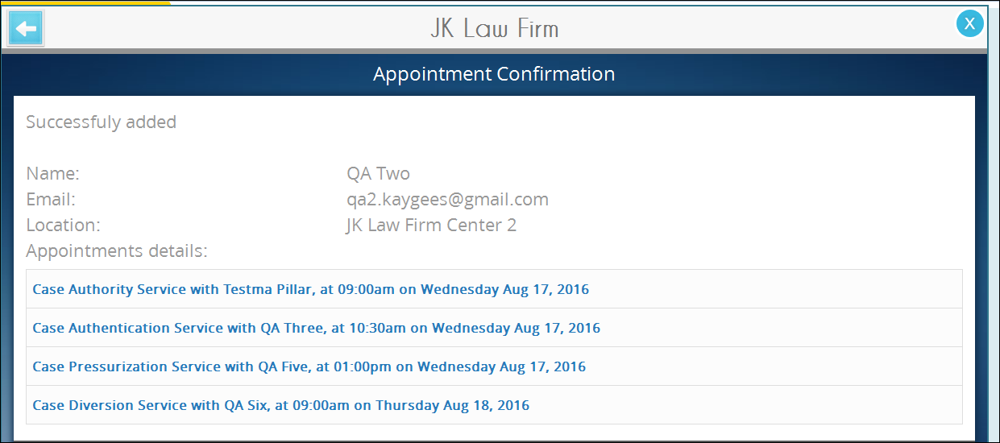 JK Law Firm
X
Appointment Confirmation
Successfuly added
Name: QA Two
Email: qa2.kaygees@gmail.com
Location: JK Law Firm Center 2
Appointments details:
Case Authority Service with Testma Pillar, at 09:00am on Wednesday Aug 17, 2016
Case Authentication Service with QA Three, at 10:30am on Wednesday Aug 17, 2016
Case Pressurization Service with QA Five, at 01:00pm on Wednesday Aug 17, 2016
Case Diversion Service with QA Six, at 09:00am on Thursday Aug 18, 2016